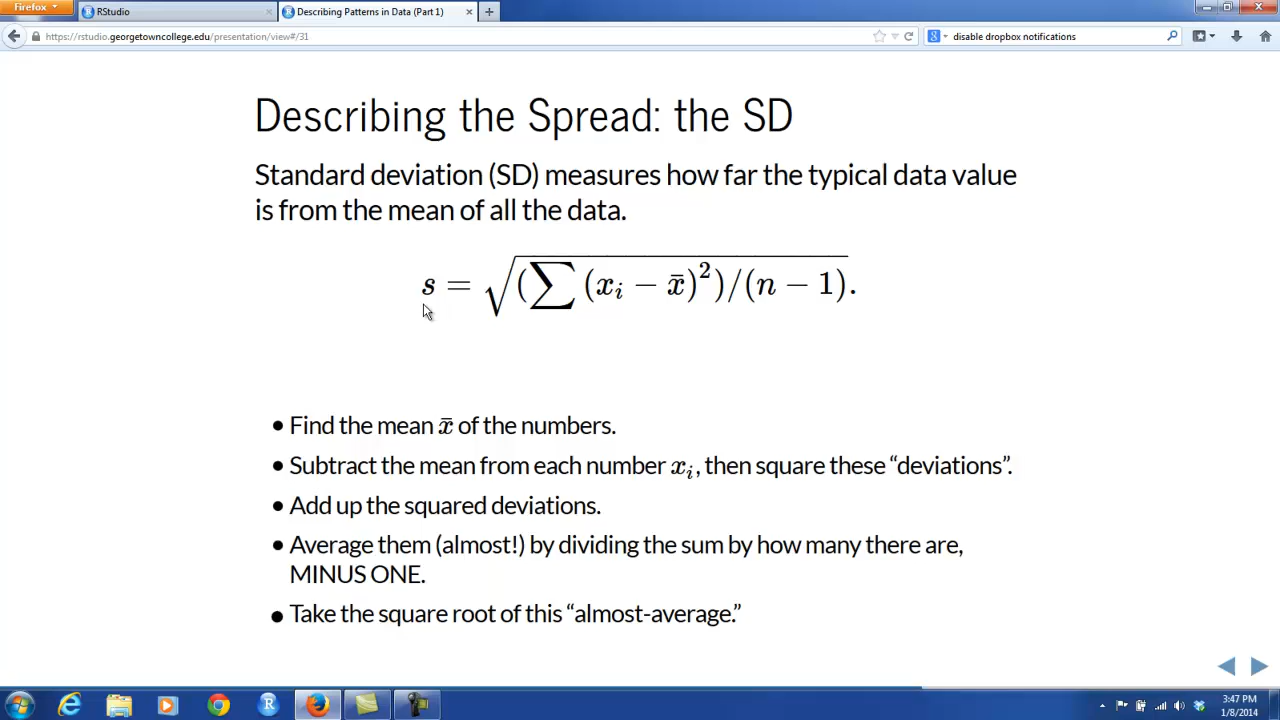 Firefox
RStudio
Describing Patterns in Data (Part 1)
https://rstudio.georgetowncollege.edu/presentation/view#/31
disable dropbox notifications
Describing the Spread: the SD
Standard deviation (SD) measures how far the typical data value
is from the mean of all the data.
s = √(∑ (xᵢ − x̄)²)/(n − 1).
• Find the mean x̄ of the numbers.
• Subtract the mean from each number xᵢ, then square these “deviations”.
• Add up the squared deviations.
• Average them (almost!) by dividing the sum by how many there are,
MINUS ONE.
• Take the square root of this “almost-average.”
3:47 PM
1/8/2014